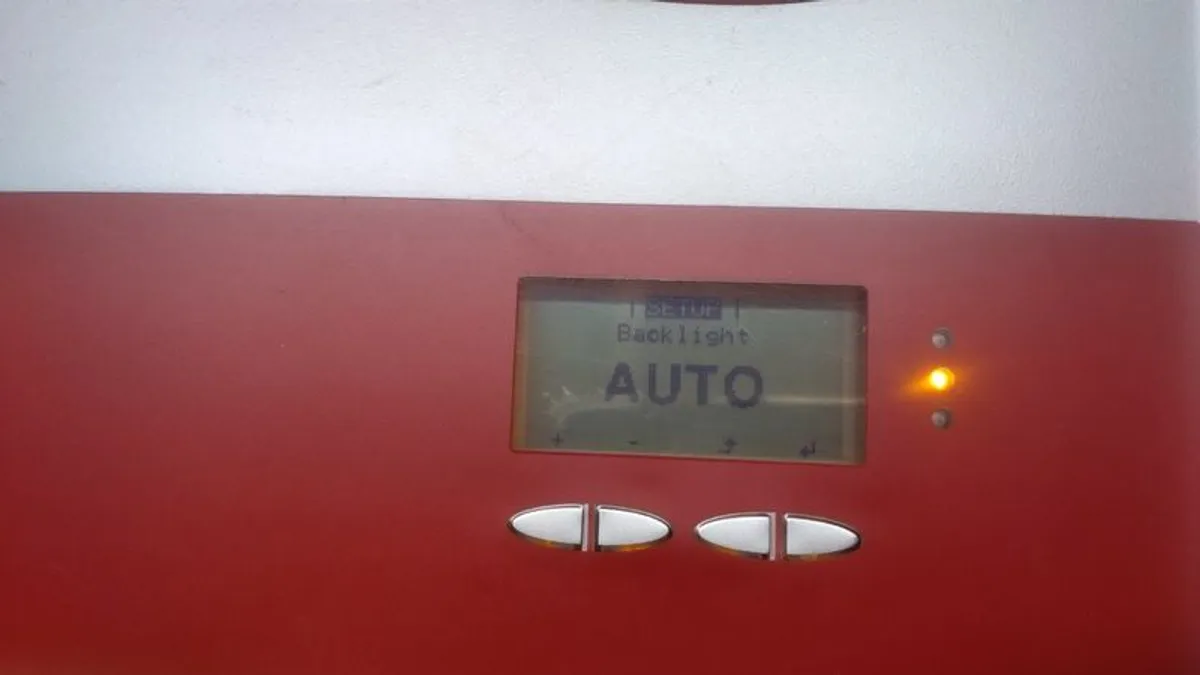 SETUP
Backlight
AUTO
+ -